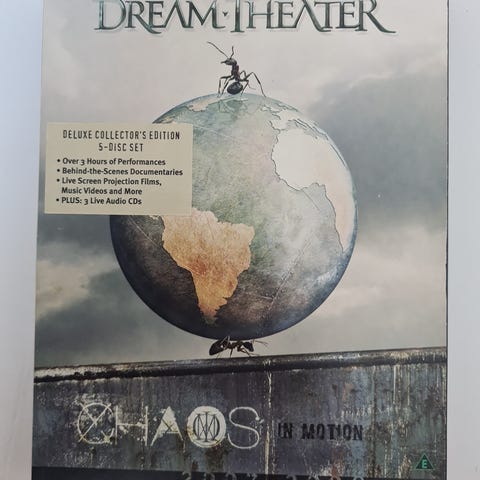 DREAM THEATER
DELUXE COLLECTOR'S EDITION
5-DISC SET
• Over 3 Hours of Performances
• Behind-the-Scenes Documentaries
• Live Screen Projection Films,
Music Videos and More
• PLUS: 3 Live Audio CDs
CHAOS IN MOTION
E